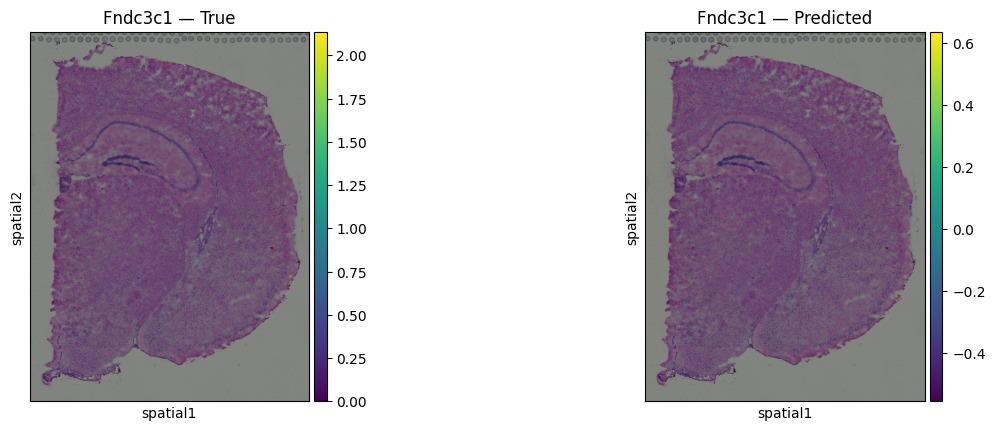 Fndc3c1 — True
spatial2
spatial1
2.00
1.75
1.50
1.25
1.00
0.75
0.50
0.25
0.00
Fndc3c1 — Predicted
spatial2
spatial1
0.6
0.4
0.2
0.0
−0.2
−0.4